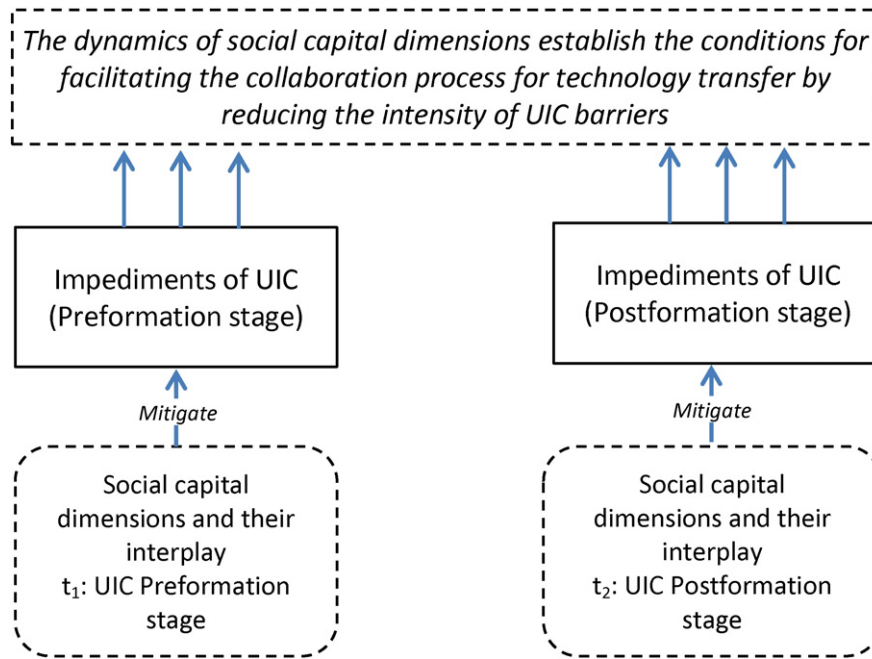 The dynamics of social capital dimensions establish the conditions for
facilitating the collaboration process for technology transfer by
reducing the intensity of UIC barriers
Impediments of UIC
(Preformation stage)
Impediments of UIC
(Postformation stage)
Mitigate
Mitigate
Social capital
dimensions and their
interplay
t₁: UIC Preformation
stage
Social capital
dimensions and their
interplay
t₂: UIC Postformation
stage